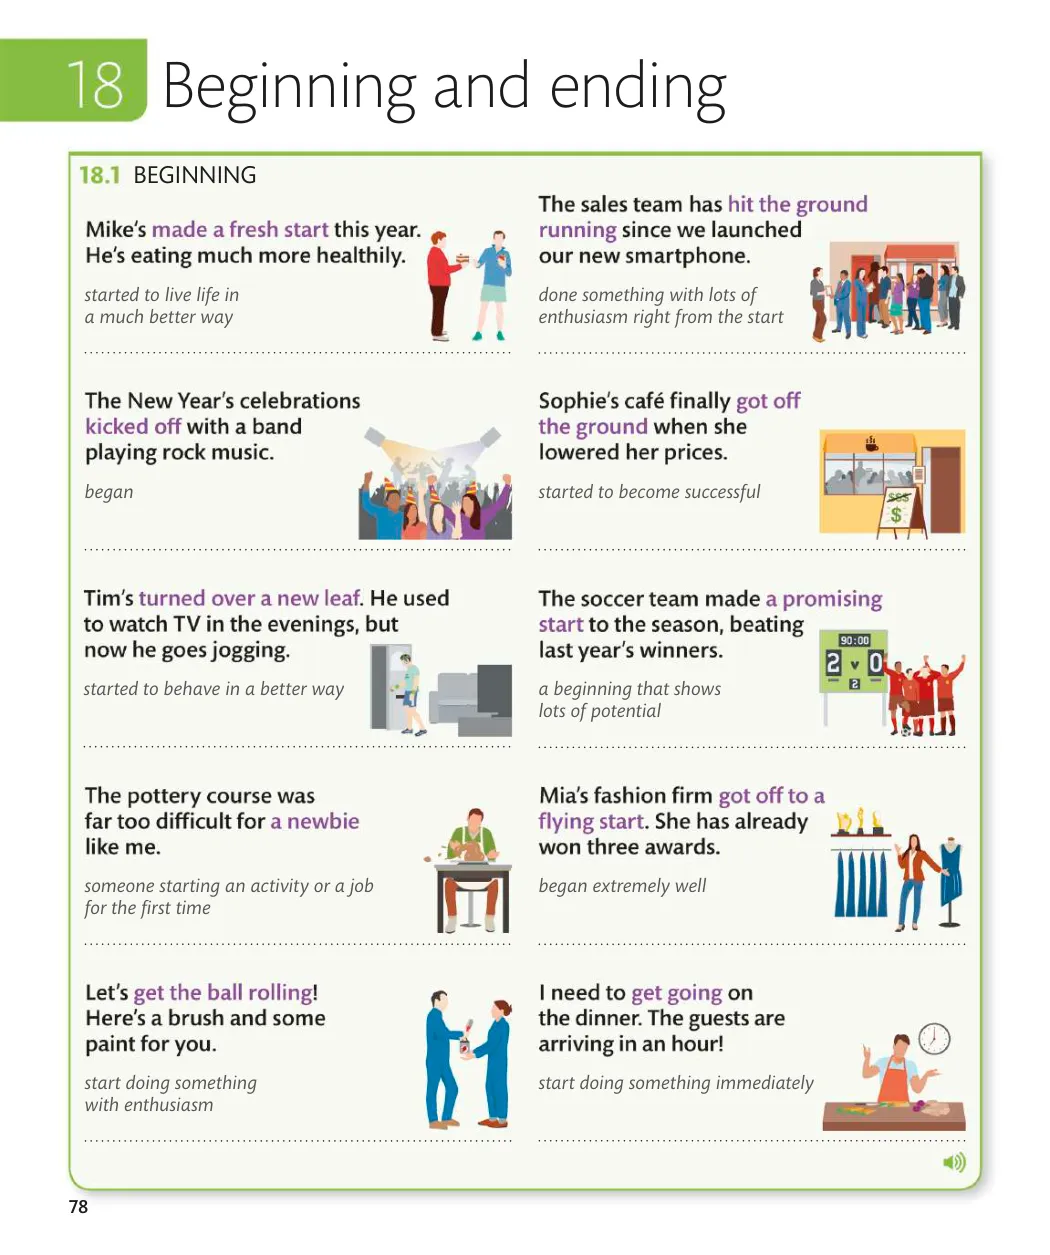 18 Beginning and ending
18.1 BEGINNING
Mike's made a fresh start this year.
He's eating much more healthily.
started to live life in
a much better way
The sales team has hit the ground
running since we launched
our new smartphone.
done something with lots of
enthusiasm right from the start
The New Year's celebrations
kicked off with a band
playing rock music.
began
Sophie's café finally got off
the ground when she
lowered her prices.
started to become successful
$$$
$
Tim's turned over a new leaf. He used
to watch TV in the evenings, but
now he goes jogging.
started to behave in a better way
The soccer team made a promising
start to the season, beating
last year's winners.
a beginning that shows
lots of potential
90:00
2 v 0
2
The pottery course was
far too difficult for a newbie
like me.
someone starting an activity or a job
for the first time
Mia's fashion firm got off to a
flying start. She has already
won three awards.
began extremely well
Let's get the ball rolling!
Here's a brush and some
paint for you.
start doing something
with enthusiasm
I need to get going on
the dinner. The guests are
arriving in an hour!
start doing something immediately
78